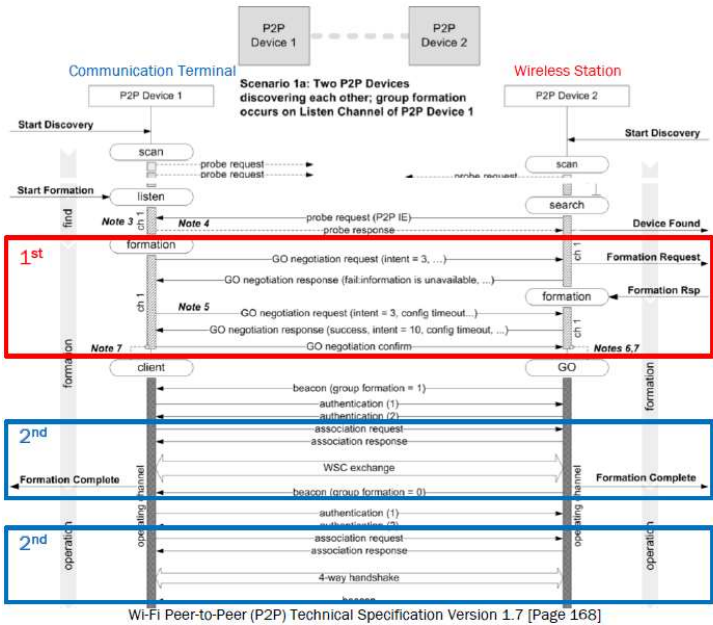 P2P
Device 1
P2P
Device 2
Communication Terminal
Wireless Station
Scenario 1a: Two P2P Devices
discovering each other; group formation
occurs on Listen Channel of P2P Device 1
P2P Device 1
P2P Device 2
Start Discovery
Start Discovery
scan
scan
probe request
probe request
probe request
Start Formation
listen
search
find
Note 3
ch 1
Note 4
probe request (P2P IE)
probe response
Device Found
1st
formation
GO negotiation request (intent = 3, ...)
ch 1
Formation Request
GO negotiation response (fail:information is unavailable, ...)
ch 1
formation
Formation Rsp
Note 5
GO negotiation request (intent = 3, config timeout...)
GO negotiation response (success, intent = 10, config timeout, ...)
ch 1
Note 7
GO negotiation confirm
Notes 6,7
formation
client
GO
formation
beacon (group formation = 1)
authentication (1)
authentication (2)
2nd
association request
association response
WSC exchange
Formation Complete
Formation Complete
operating channel
operating channel
beacon (group formation = 0)
authentication (1)
authentication (2)
2nd
operation
association request
association response
operation
4-way handshake
beacon
Wi-Fi Peer-to-Peer (P2P) Technical Specification Version 1.7 [Page 168]